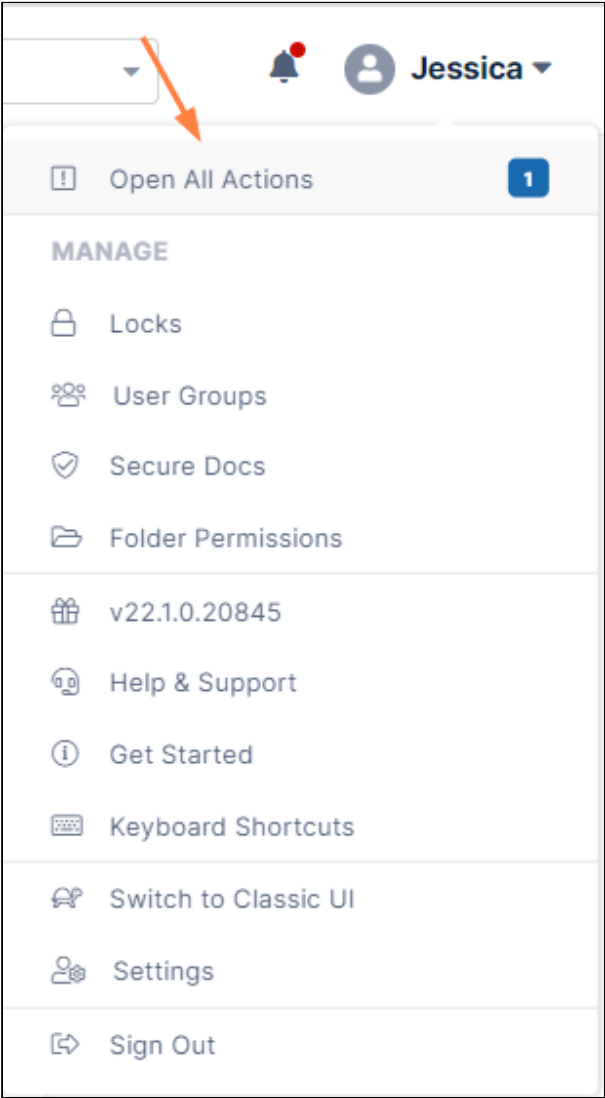 Jessica
Open All Actions 1
MANAGE
Locks
User Groups
Secure Docs
Folder Permissions
v22.1.0.20845
Help & Support
Get Started
Keyboard Shortcuts
Switch to Classic UI
Settings
Sign Out